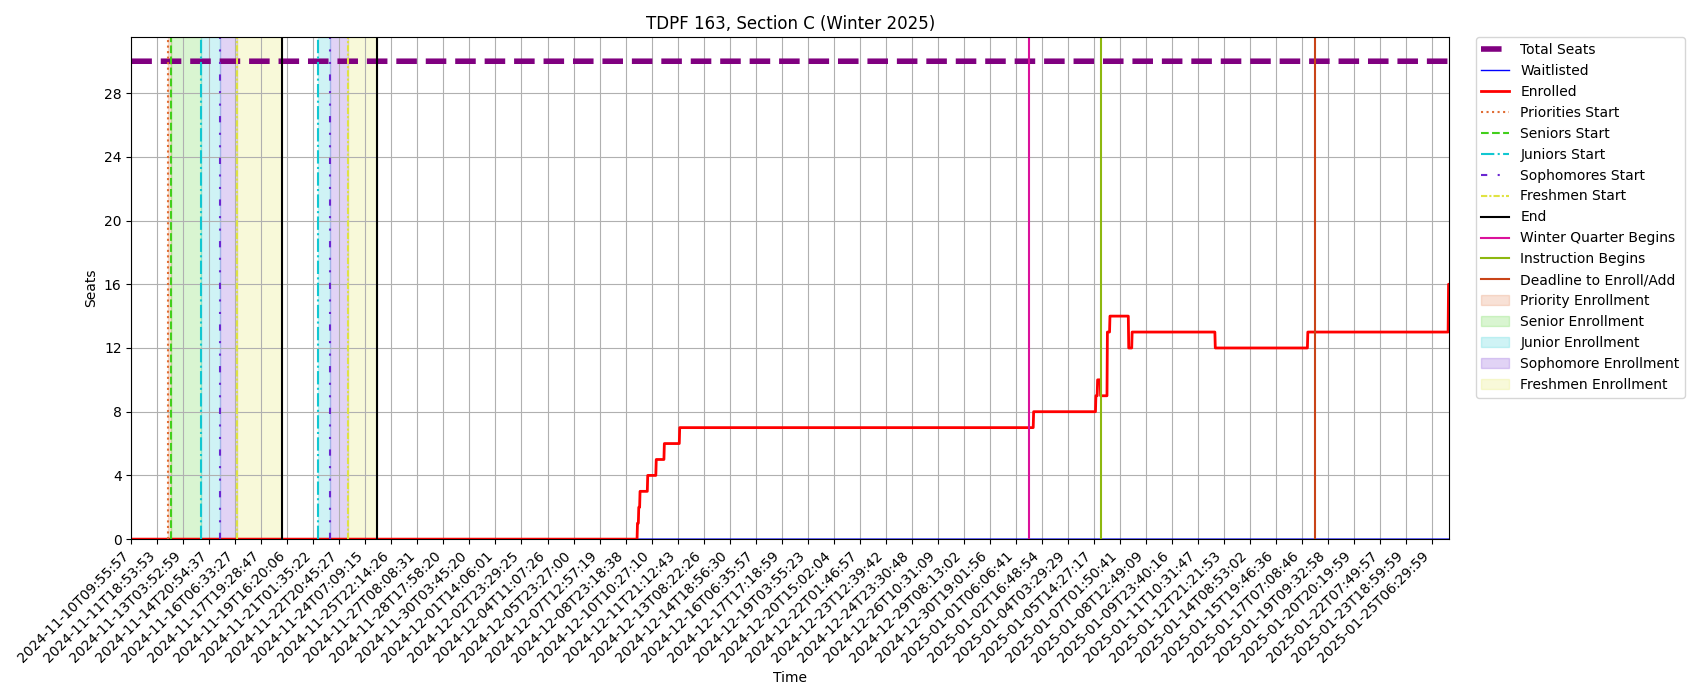 TDPF 163, Section C (Winter 2025)
Seats
28
24
20
16
12
8
4
0
2024-11-10T09:55:57
2024-11-11T18:53:53
2024-11-13T03:52:59
2024-11-14T20:54:37
2024-11-16T06:33:27
2024-11-17T19:28:47
2024-11-19T16:20:06
2024-11-21T01:35:22
2024-11-22T20:45:27
2024-11-24T07:09:15
2024-11-25T22:14:26
2024-11-27T08:08:31
2024-11-28T17:58:20
2024-11-30T03:45:20
2024-12-01T14:06:01
2024-12-02T23:29:25
2024-12-04T11:07:26
2024-12-05T23:27:00
2024-12-07T12:57:19
2024-12-08T23:18:38
2024-12-10T10:27:10
2024-12-11T21:12:43
2024-12-13T08:22:26
2024-12-14T18:56:30
2024-12-16T06:35:57
2024-12-17T17:18:59
2024-12-19T03:55:23
2024-12-20T15:02:04
2024-12-22T01:46:57
2024-12-23T12:39:42
2024-12-24T23:30:48
2024-12-26T10:31:09
2024-12-29T08:13:02
2024-12-30T19:01:56
2025-01-01T06:06:41
2025-01-02T16:48:54
2025-01-04T03:29:29
2025-01-05T14:27:17
2025-01-07T01:50:41
2025-01-08T12:49:09
2025-01-09T23:40:16
2025-01-11T10:31:47
2025-01-12T21:21:53
2025-01-14T08:53:02
2025-01-15T19:46:36
2025-01-17T07:08:46
2025-01-19T09:32:58
2025-01-20T20:19:59
2025-01-22T07:49:57
2025-01-23T18:59:59
2025-01-25T06:29:59
Time
Total Seats
Waitlisted
Enrolled
Priorities Start
Seniors Start
Juniors Start
Sophomores Start
Freshmen Start
End
Winter Quarter Begins
Instruction Begins
Deadline to Enroll/Add
Priority Enrollment
Senior Enrollment
Junior Enrollment
Sophomore Enrollment
Freshmen Enrollment